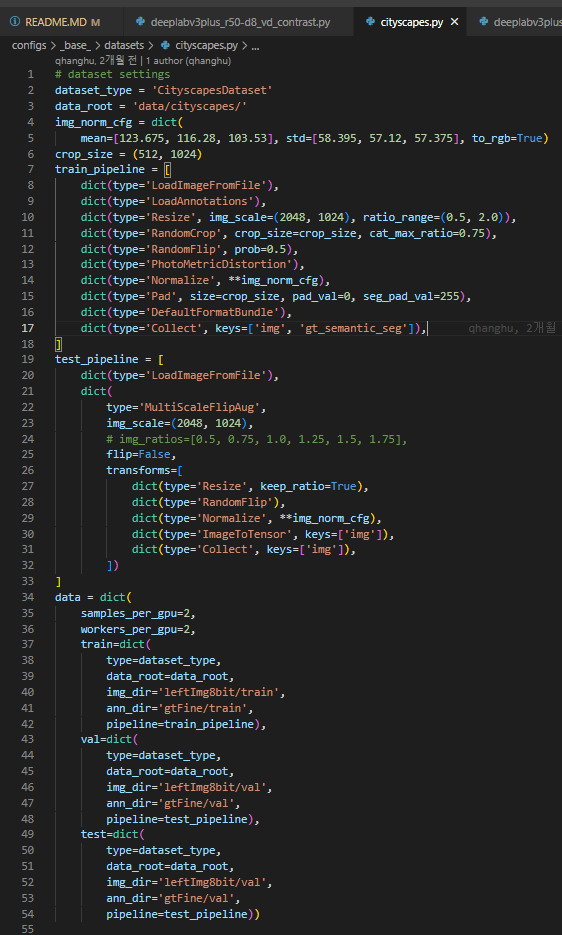 README.MD M deeplabv3plus_r50-d8_vd_contrast.py cityscapes.py × deeplabv3plus
configs > _base_ > datasets > cityscapes.py > ...
qhanghu, 2개월 전 | 1 author (qhanghu)
1 # dataset settings
2 dataset_type = 'CityscapesDataset'
3 data_root = 'data/cityscapes/'
4 img_norm_cfg = dict(
5 mean=[123.675, 116.28, 103.53], std=[58.395, 57.12, 57.375], to_rgb=True)
6 crop_size = (512, 1024)
7 train_pipeline = [
8 dict(type='LoadImageFromFile'),
9 dict(type='LoadAnnotations'),
10 dict(type='Resize', img_scale=(2048, 1024), ratio_range=(0.5, 2.0)),
11 dict(type='RandomCrop', crop_size=crop_size, cat_max_ratio=0.75),
12 dict(type='RandomFlip', prob=0.5),
13 dict(type='PhotoMetricDistortion'),
14 dict(type='Normalize', **img_norm_cfg),
15 dict(type='Pad', size=crop_size, pad_val=0, seg_pad_val=255),
16 dict(type='DefaultFormatBundle'),
17 dict(type='Collect', keys=['img', 'gt_semantic_seg']), qhanghu, 2개월
18 ]
19 test_pipeline = [
20 dict(type='LoadImageFromFile'),
21 dict(
22 type='MultiScaleFlipAug',
23 img_scale=(2048, 1024),
24 # img_ratios=[0.5, 0.75, 1.0, 1.25, 1.5, 1.75],
25 flip=False,
26 transforms=[
27 dict(type='Resize', keep_ratio=True),
28 dict(type='RandomFlip'),
29 dict(type='Normalize', **img_norm_cfg),
30 dict(type='ImageToTensor', keys=['img']),
31 dict(type='Collect', keys=['img']),
32 ])
33 ]
34 data = dict(
35 samples_per_gpu=2,
36 workers_per_gpu=2,
37 train=dict(
38 type=dataset_type,
39 data_root=data_root,
40 img_dir='leftImg8bit/train',
41 ann_dir='gtFine/train',
42 pipeline=train_pipeline),
43 val=dict(
44 type=dataset_type,
45 data_root=data_root,
46 img_dir='leftImg8bit/val',
47 ann_dir='gtFine/val',
48 pipeline=test_pipeline),
49 test=dict(
50 type=dataset_type,
51 data_root=data_root,
52 img_dir='leftImg8bit/val',
53 ann_dir='gtFine/val',
54 pipeline=test_pipeline))
55